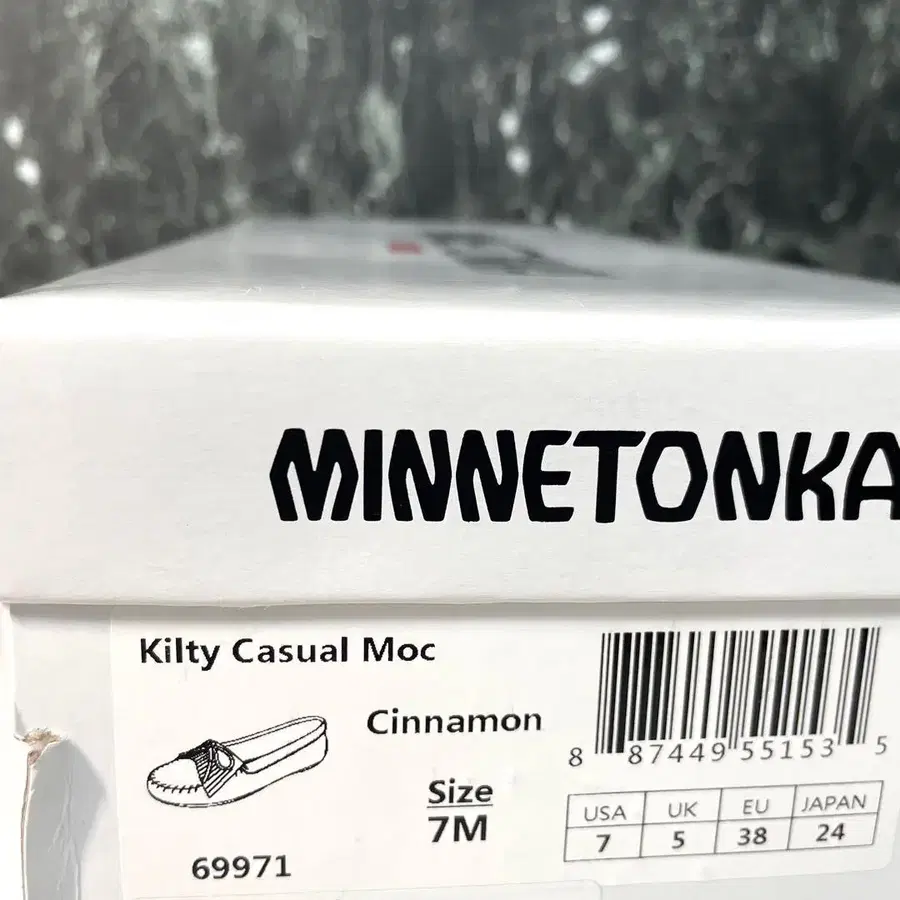 MINNETONKA
Kilty Casual Moc
Cinnamon
Size
7M
69971
8 87449 55153 5
USA UK EU JAPAN
7 5 38 24